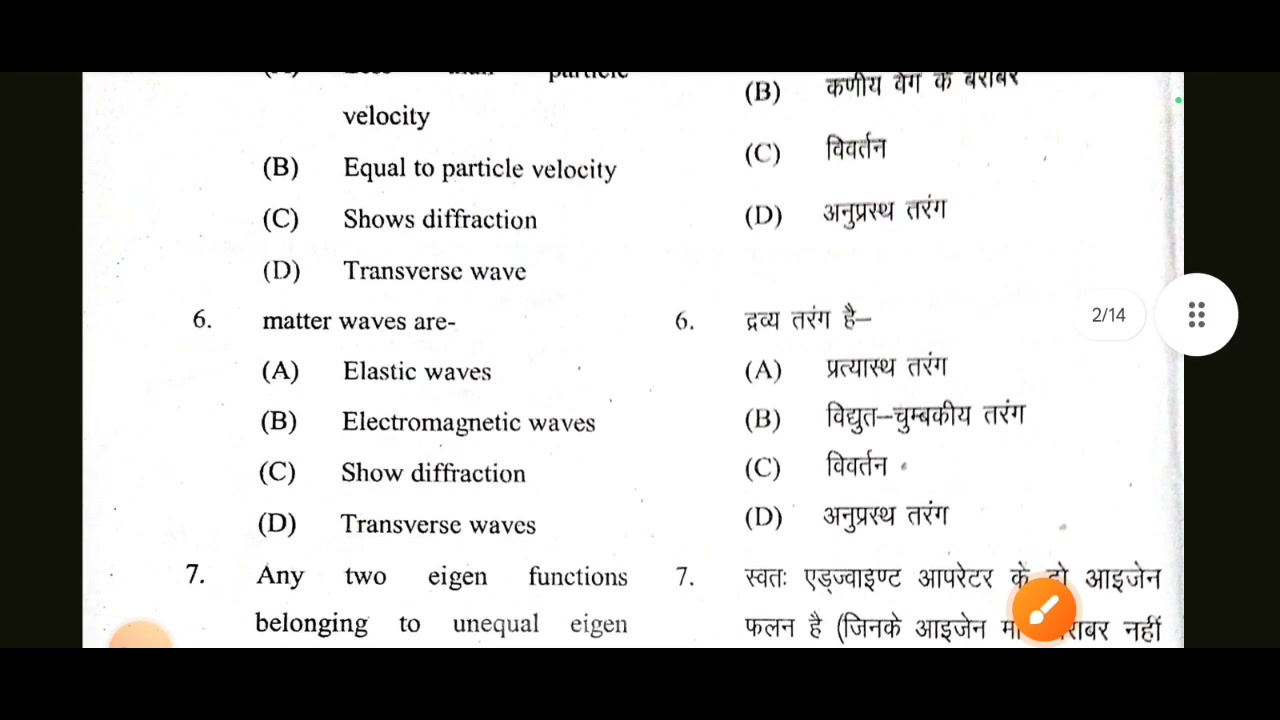 velocity
(B) Equal to particle velocity
(C) Shows diffraction
(D) Transverse wave
6. matter waves are-
(A) Elastic waves
(B) Electromagnetic waves
(C) Show diffraction
(D) Transverse waves
7. Any two eigen functions
belonging to unequal eigen
(B) कणीय वेग के बराबर
(C) विवर्तन
(D) अनुप्रस्थ तरंग
6. द्रव्य तरंग है–
(A) प्रत्यास्थ तरंग
(B) विद्युत–चुम्बकीय तरंग
(C) विवर्तन
(D) अनुप्रस्थ तरंग
7. स्वतः एड्ज्वाइण्ट आपरेटर के दो आइजेन
फलन है (जिनके आइजेन नहीं
2/14